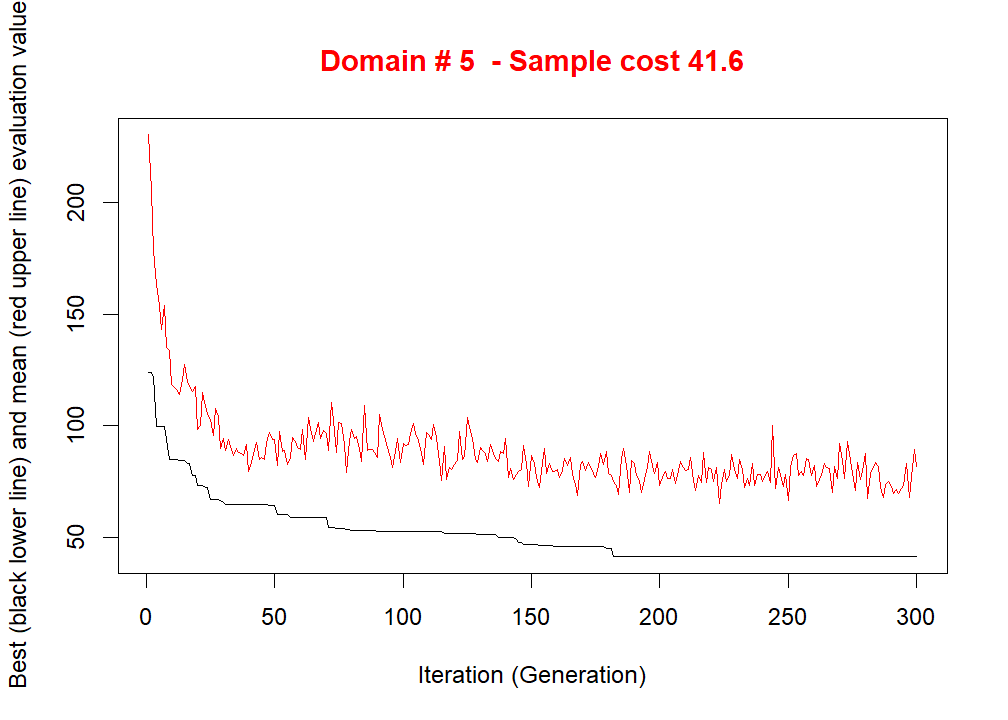 Domain # 5  - Sample cost 41.6
Best (black lower line) and mean (red upper line) evaluation value
200
150
100
50
0 50 100 150 200 250 300
Iteration (Generation)